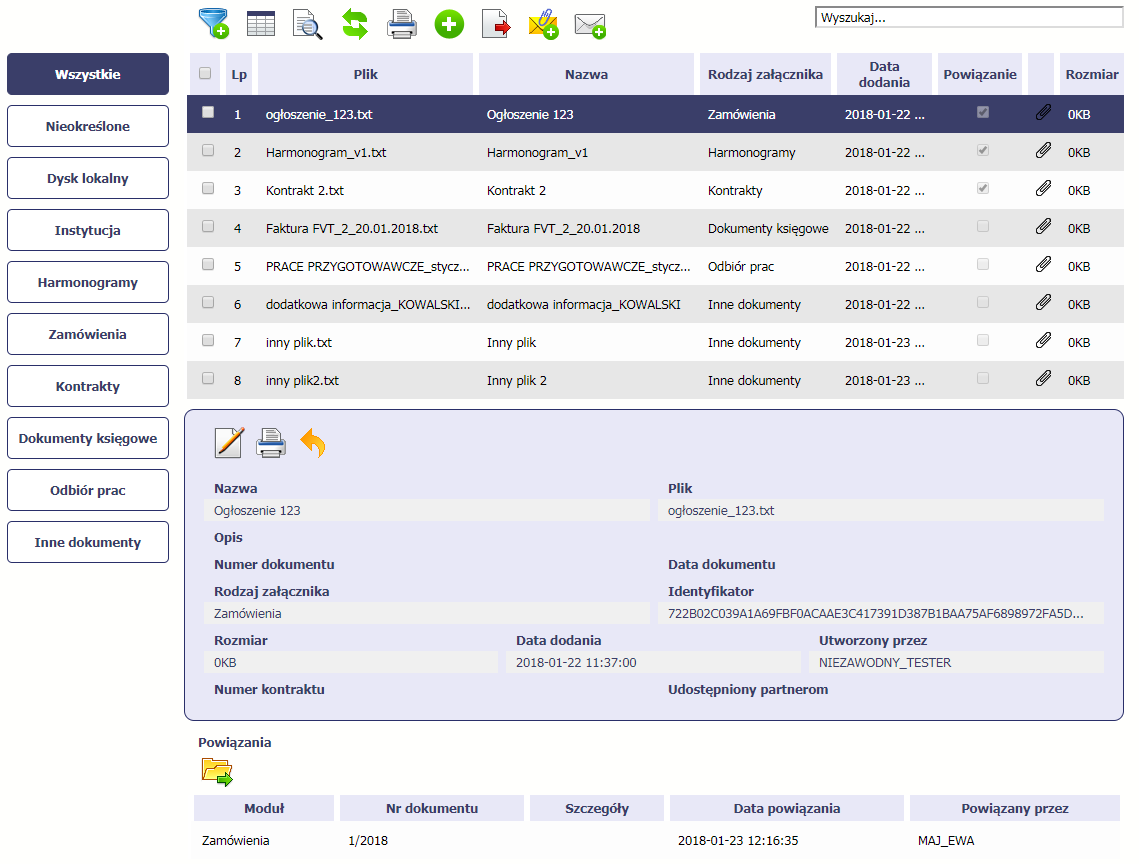 Wyszukaj...
Wszystkie
Nieokreślone
Dysk lokalny
Instytucja
Harmonogramy
Zamówienia
Kontrakty
Dokumenty księgowe
Odbiór prac
Inne dokumenty
Lp Plik Nazwa Rodzaj załącznika Data dodania Powiązanie Rozmiar
1 ogłoszenie_123.txt Ogłoszenie 123 Zamówienia 2018-01-22 ... 0KB
2 Harmonogram_v1.txt Harmonogram_v1 Harmonogramy 2018-01-22 ... 0KB
3 Kontrakt 2.txt Kontrakt 2 Kontrakty 2018-01-22 ... 0KB
4 Faktura FVT_2_20.01.2018.txt Faktura FVT_2_20.01.2018 Dokumenty księgowe 2018-01-22 ... 0KB
5 PRACE PRZYGOTOWAWCZE_stycz... PRACE PRZYGOTOWAWCZE_stycz... Odbiór prac 2018-01-22 ... 0KB
6 dodatkowa informacja_KOWALSKI... dodatkowa informacja_KOWALSKI Inne dokumenty 2018-01-22 ... 0KB
7 inny plik.txt Inny plik Inne dokumenty 2018-01-23 ... 0KB
8 inny plik2.txt Inny plik 2 Inne dokumenty 2018-01-23 ... 0KB
Nazwa Plik
Ogłoszenie 123 ogłoszenie_123.txt
Opis
Numer dokumentu Data dokumentu
Rodzaj załącznika Identyfikator
Zamówienia 722B02C039A1A69FBF0ACAAE3C417391D387B1BAA75AF6898972FA5D...
Rozmiar Data dodania Utworzony przez
0KB 2018-01-22 11:37:00 NIEZAWODNY_TESTER
Numer kontraktu Udostępniony partnerom
Powiązania
Moduł Nr dokumentu Szczegóły Data powiązania Powiązany przez
Zamówienia 1/2018 2018-01-23 12:16:35 MAJ_EWA